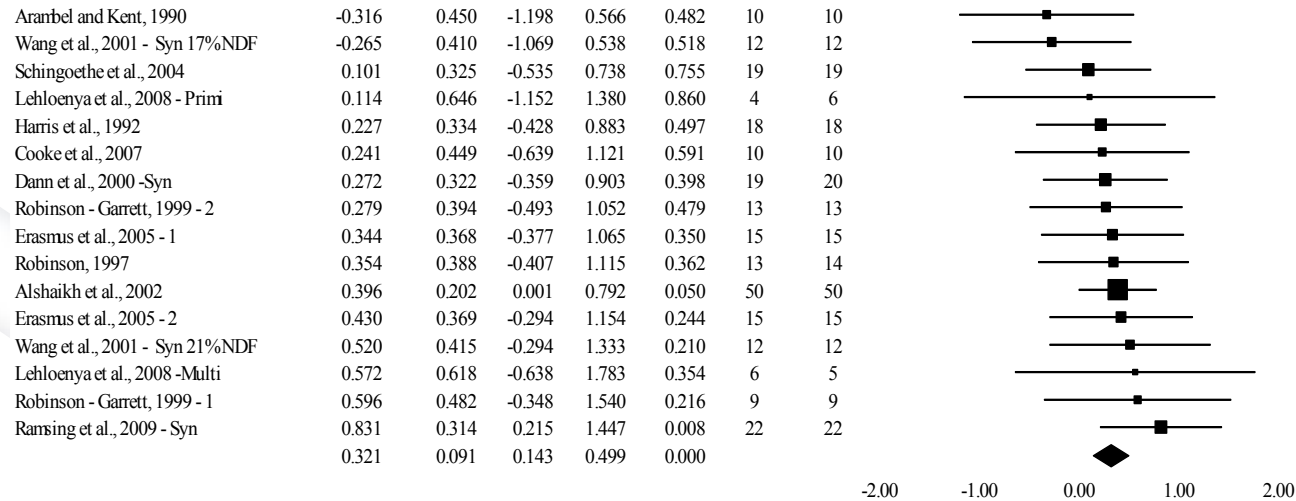 Arambel and Kent, 1990 -0.316 0.450 -1.198 0.566 0.482 10 10
Wang et al., 2001 - Syn 17%NDF -0.265 0.410 -1.069 0.538 0.518 12 12
Schingoethe et al., 2004 0.101 0.325 -0.535 0.738 0.755 19 19
Lehloenya et al., 2008 - Primi 0.114 0.646 -1.152 1.380 0.860 4 6
Harris et al., 1992 0.227 0.334 -0.428 0.883 0.497 18 18
Cooke et al., 2007 0.241 0.449 -0.639 1.121 0.591 10 10
Dann et al., 2000 -Syn 0.272 0.322 -0.359 0.903 0.398 19 20
Robinson - Garrett, 1999 - 2 0.279 0.394 -0.493 1.052 0.479 13 13
Erasmus et al., 2005 - 1 0.344 0.368 -0.377 1.065 0.350 15 15
Robinson, 1997 0.354 0.388 -0.407 1.115 0.362 13 14
Alshaikh et al., 2002 0.396 0.202 0.001 0.792 0.050 50 50
Erasmus et al., 2005 - 2 0.430 0.369 -0.294 1.154 0.244 15 15
Wang et al., 2001 - Syn 21%NDF 0.520 0.415 -0.294 1.333 0.210 12 12
Lehloenya et al., 2008 -Multi 0.572 0.618 -0.638 1.783 0.354 6 5
Robinson - Garrett, 1999 - 1 0.596 0.482 -0.348 1.540 0.216 9 9
Ramsing et al., 2009 - Syn 0.831 0.314 0.215 1.447 0.008 22 22
0.321 0.091 0.143 0.499 0.000
-2.00 -1.00 0.00 1.00 2.00